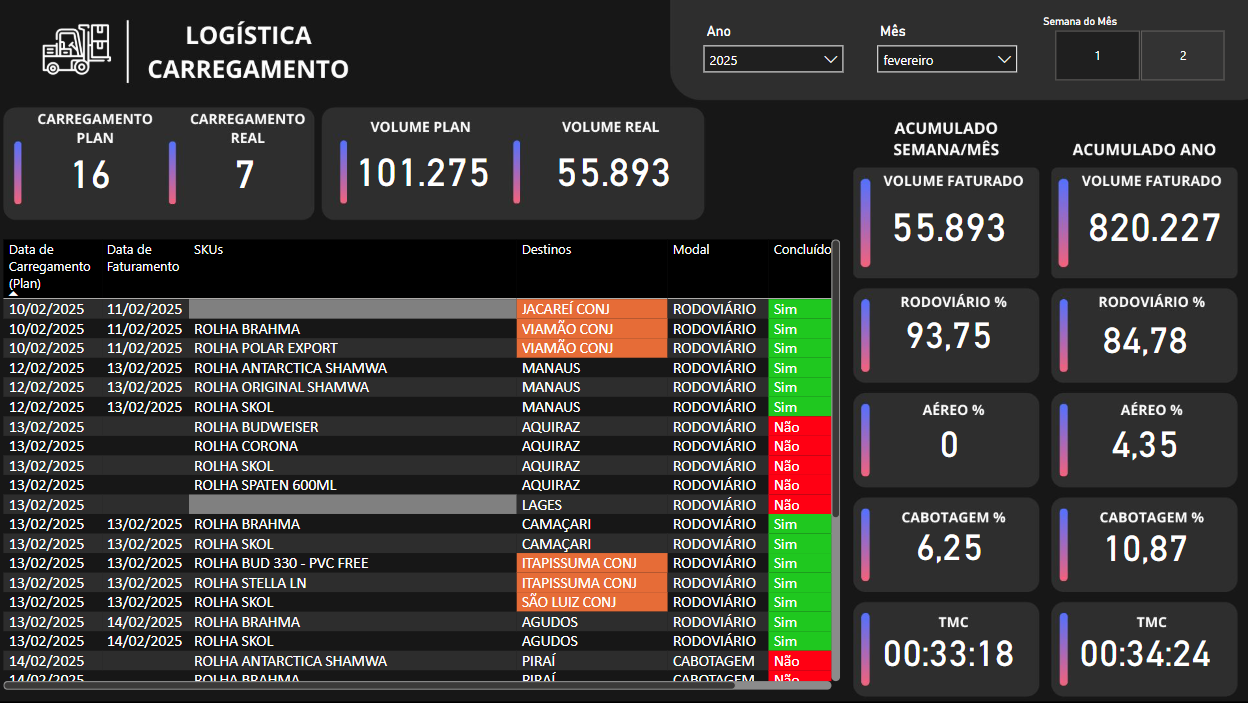 LOGÍSTICA
CARREGAMENTO
Ano
2025
Mês
fevereiro
Semana do Mês
1
2
CARREGAMENTO
PLAN
16
CARREGAMENTO
REAL
7
VOLUME PLAN
101.275
VOLUME REAL
55.893
Data de Carregamento (Plan) Data de Faturamento SKUs Destinos Modal Concluído
10/02/2025 11/02/2025 JACAREÍ CONJ RODOVIÁRIO Sim
10/02/2025 11/02/2025 ROLHA BRAHMA VIAMÃO CONJ RODOVIÁRIO Sim
10/02/2025 11/02/2025 ROLHA POLAR EXPORT VIAMÃO CONJ RODOVIÁRIO Sim
12/02/2025 13/02/2025 ROLHA ANTARCTICA SHAMWA MANAUS RODOVIÁRIO Sim
12/02/2025 13/02/2025 ROLHA ORIGINAL SHAMWA MANAUS RODOVIÁRIO Sim
12/02/2025 13/02/2025 ROLHA SKOL MANAUS RODOVIÁRIO Sim
13/02/2025 ROLHA BUDWEISER AQUIRAZ RODOVIÁRIO Não
13/02/2025 ROLHA CORONA AQUIRAZ RODOVIÁRIO Não
13/02/2025 ROLHA SKOL AQUIRAZ RODOVIÁRIO Não
13/02/2025 ROLHA SPATEN 600ML AQUIRAZ RODOVIÁRIO Não
13/02/2025 LAGES RODOVIÁRIO Não
13/02/2025 13/02/2025 ROLHA BRAHMA CAMAÇARI RODOVIÁRIO Sim
13/02/2025 13/02/2025 ROLHA SKOL CAMAÇARI RODOVIÁRIO Sim
13/02/2025 13/02/2025 ROLHA BUD 330 - PVC FREE ITAPISSUMA CONJ RODOVIÁRIO Sim
13/02/2025 13/02/2025 ROLHA STELLA LN ITAPISSUMA CONJ RODOVIÁRIO Sim
13/02/2025 13/02/2025 ROLHA SKOL SÃO LUIZ CONJ RODOVIÁRIO Sim
13/02/2025 14/02/2025 ROLHA BRAHMA AGUDOS RODOVIÁRIO Sim
13/02/2025 14/02/2025 ROLHA SKOL AGUDOS RODOVIÁRIO Sim
14/02/2025 ROLHA ANTARCTICA SHAMWA PIRAÍ CABOTAGEM Não
14/02/2025 ROLHA BRAHMA PIRAÍ CABOTAGEM Não
ACUMULADO
SEMANA/MÊS
VOLUME FATURADO
55.893
RODOVIÁRIO %
93,75
AÉREO %
0
CABOTAGEM %
6,25
TMC
00:33:18
ACUMULADO ANO
VOLUME FATURADO
820.227
RODOVIÁRIO %
84,78
AÉREO %
4,35
CABOTAGEM %
10,87
TMC
00:34:24